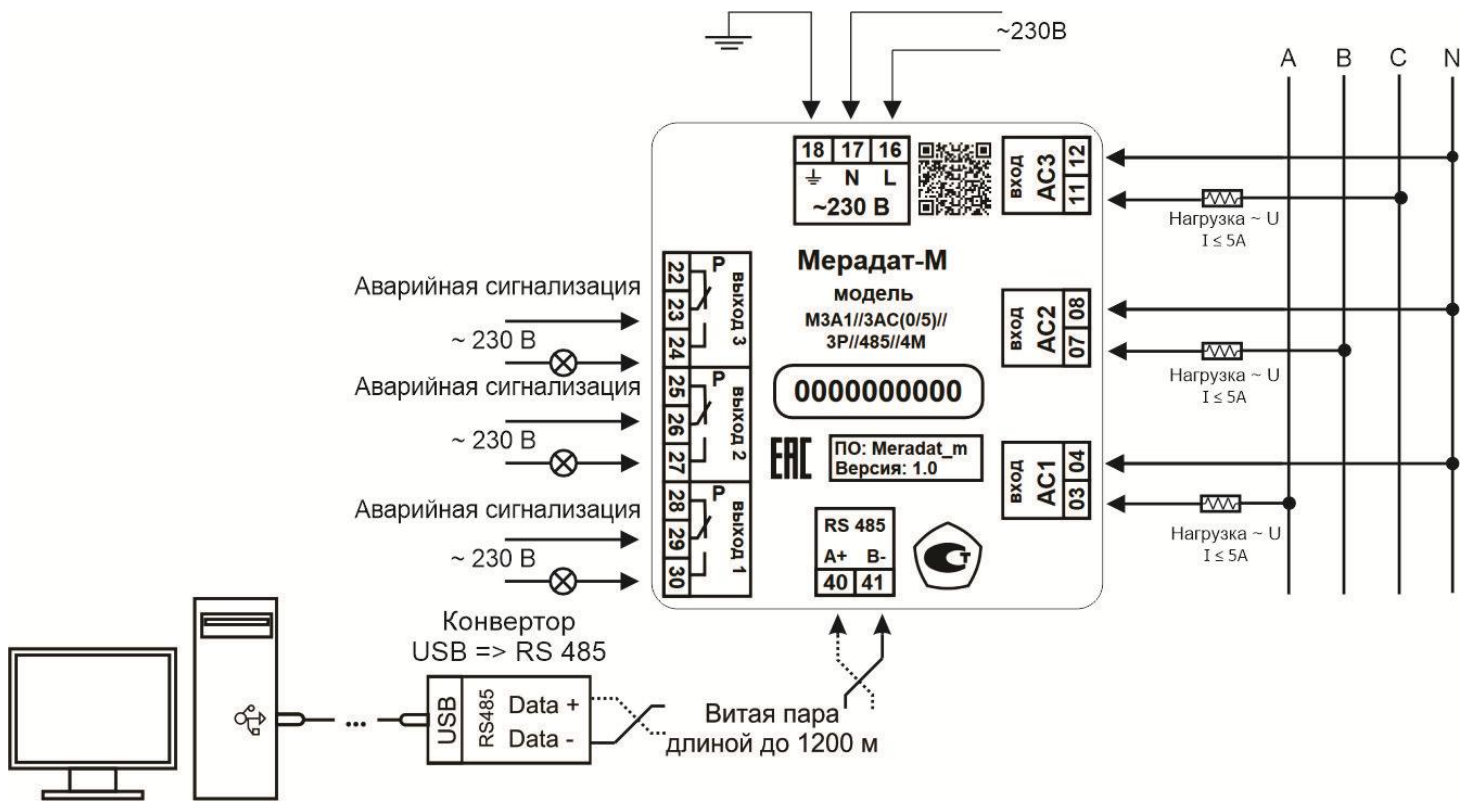 ~230В
A B C N
18 17 16
N L
~230 В
вход
AC3
11 12
Нагрузка ~ U
I ≤ 5A
Мерадат-М
модель
М3А1//3АС(0/5)//
3Р//485//4М
0000000000
ПО: Meradat_m
Версия: 1.0
EAC
вход
AC2
07 08
Нагрузка ~ U
I ≤ 5A
вход
AC1
03 04
Нагрузка ~ U
I ≤ 5A
Аварийная сигнализация
~ 230 В
22 23 24
P
выход 3
Аварийная сигнализация
~ 230 В
25 26 27
P
выход 2
Аварийная сигнализация
~ 230 В
28 29 30
P
выход 1
RS 485
A+ B-
40 41
Ст
Конвертор
USB => RS 485
USB
RS485
Data +
Data -
...
Витая пара
длиной до 1200 м